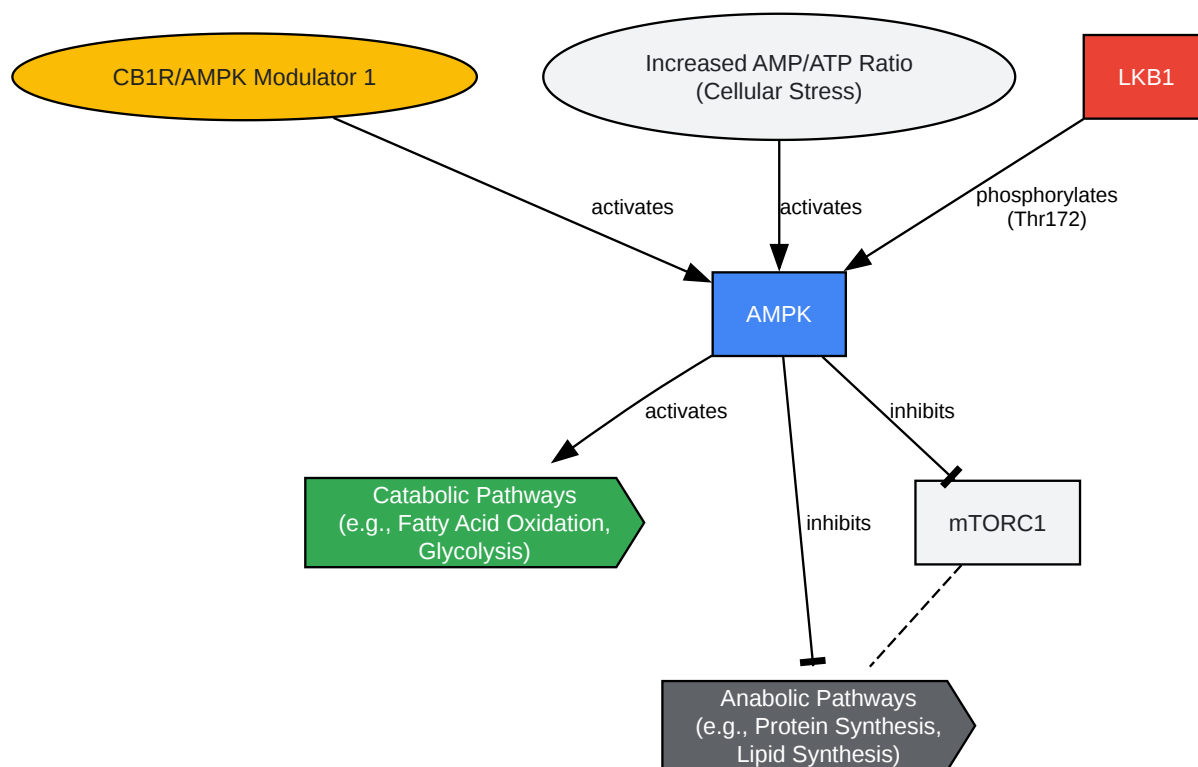 CB1R/AMPK Modulator 1
Increased AMP/ATP Ratio
(Cellular Stress)
LKB1
activates
activates
phosphorylates
(Thr172)
AMPK
activates
inhibits
Catabolic Pathways
(e.g., Fatty Acid Oxidation,
Glycolysis)
inhibits
mTORC1
Anabolic Pathways
(e.g., Protein Synthesis,
Lipid Synthesis)